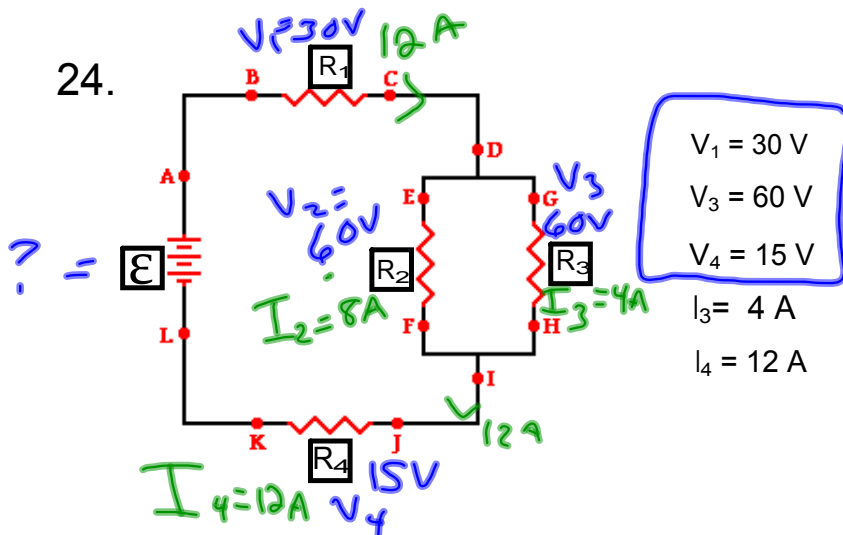 V₁=30V 12A
24.
B R₁ C
D
A
V₁ = 30 V
V₃ = 60 V
V₄ = 15 V
I₃= 4 A
I₄ = 12 A
E G V₃
V₂= 60V
60V
? = Ɛ R₂ R₃
I₂=8A I₃=4A
F H
L
I
12A
K J
R₄ 15V
I₄=12A V₄